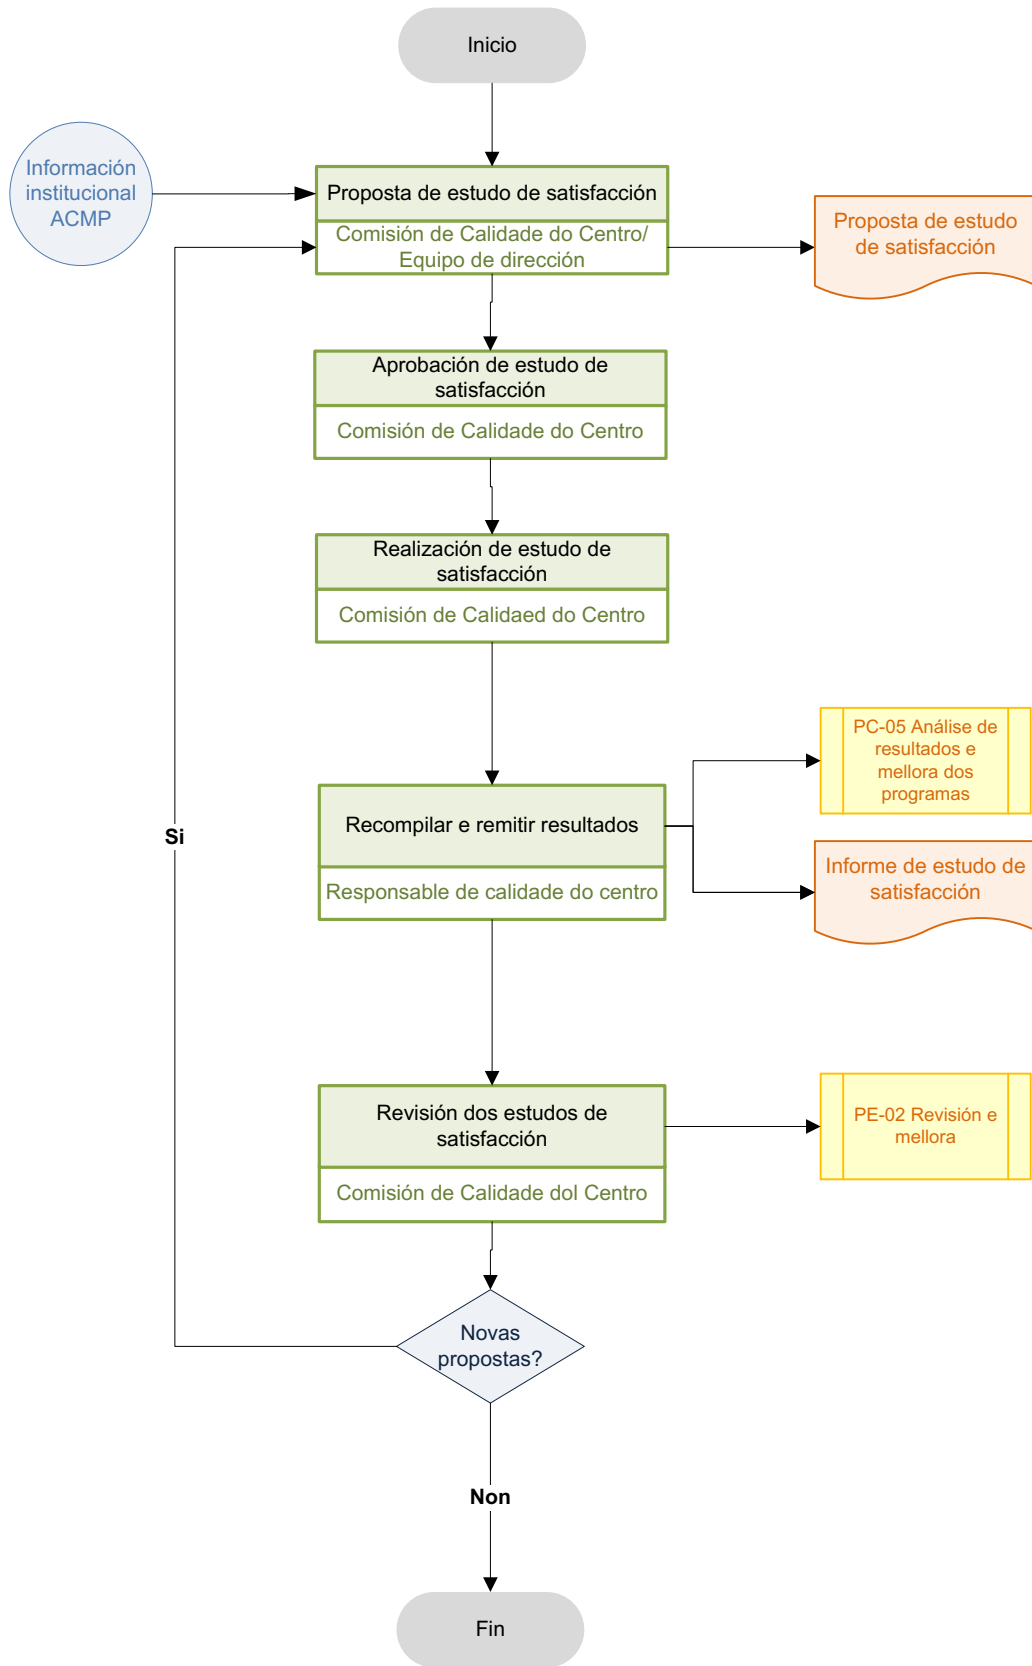 Inicio
Información
institucional
ACMP
Proposta de estudo de satisfacción
Comisión de Calidade do Centro/
Equipo de dirección
Proposta de estudo
de satisfacción
Aprobación de estudo de
satisfacción
Comisión de Calidade do Centro
Realización de estudo de
satisfacción
Comisión de Calidaed do Centro
PC-05 Análise de
resultados e
mellora dos
programas
Recompilar e remitir resultados
Responsable de calidade do centro
Informe de estudo de
satisfacción
Si
Revisión dos estudos de
satisfacción
Comisión de Calidade dol Centro
PE-02 Revisión e
mellora
Novas
propostas?
Non
Fin